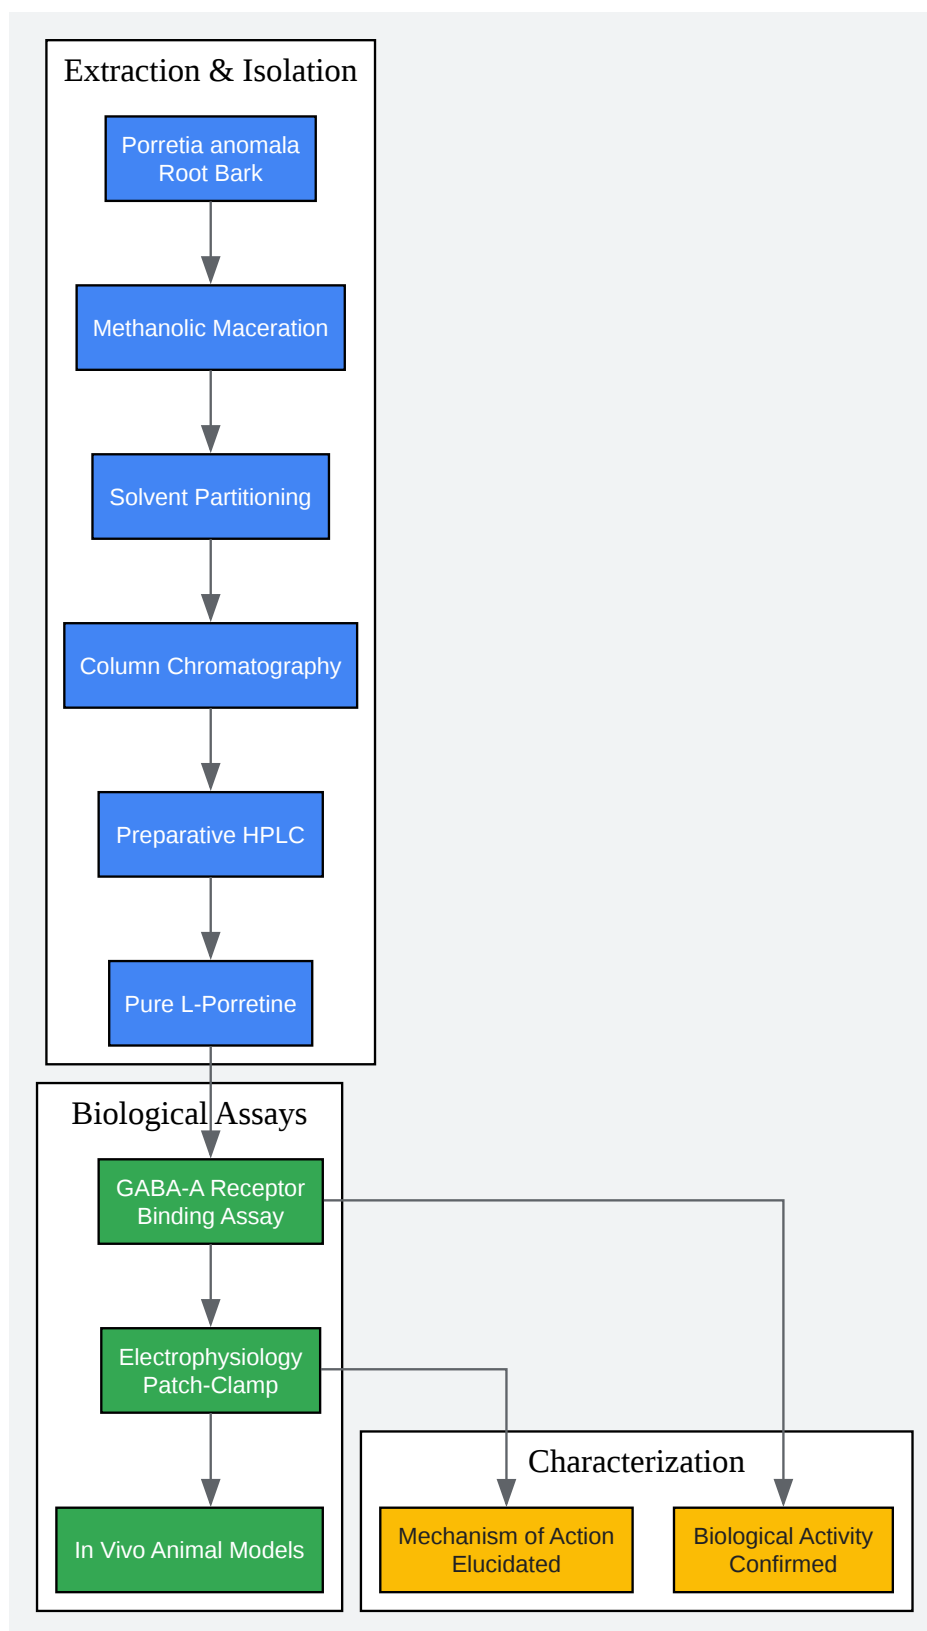 Extraction & Isolation
Porretia anomala
Root Bark
Methanolic Maceration
Solvent Partitioning
Column Chromatography
Preparative HPLC
Pure L-Porretine
Biological Assays
GABA-A Receptor
Binding Assay
Electrophysiology
Patch-Clamp
In Vivo Animal Models
Characterization
Mechanism of Action
Elucidated
Biological Activity
Confirmed